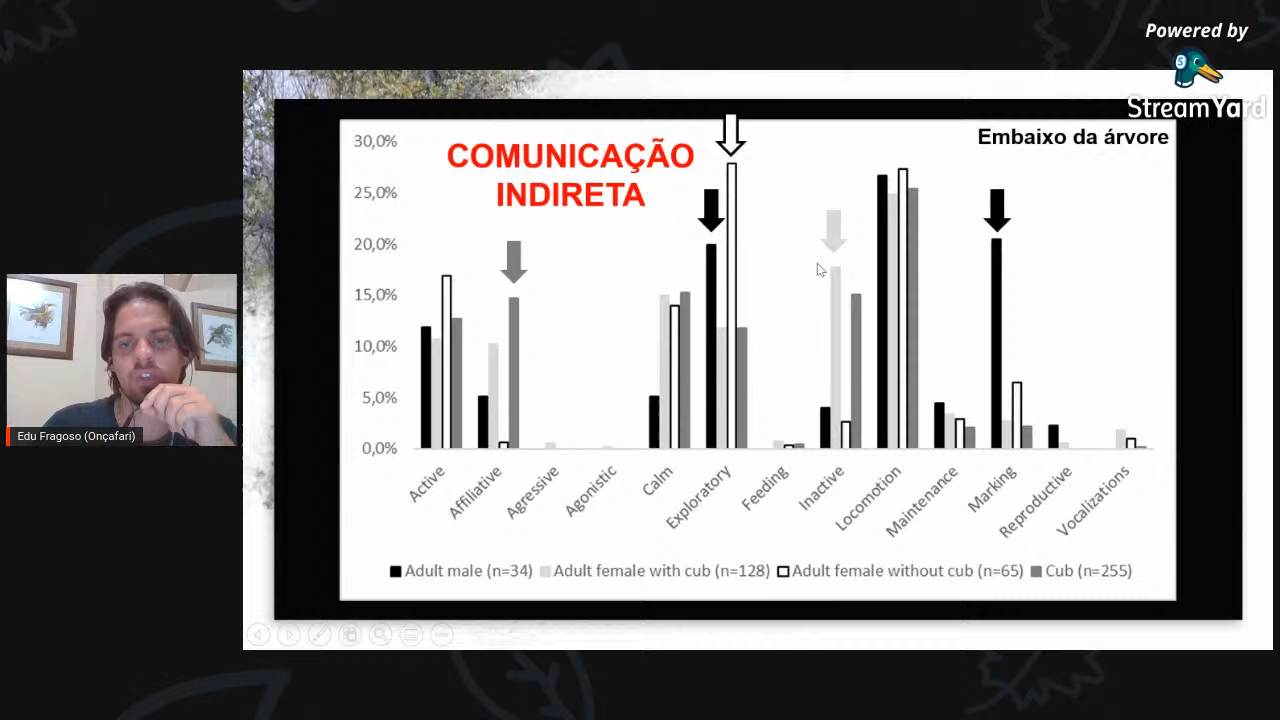 Powered by
StreamYard
Embaixo da árvore
COMUNICAÇÃO
INDIRETA
30,0%
25,0%
20,0%
15,0%
10,0%
5,0%
0,0%
Active
Affiliative
Agressive
Agonistic
Calm
Exploratory
Feeding
Inactive
Locomotion
Maintenance
Marking
Reproductive
Vocalizations
Adult male (n=34) Adult female with cub (n=128) Adult female without cub (n=65) Cub (n=255)
Edu Fragoso (Onçafari)